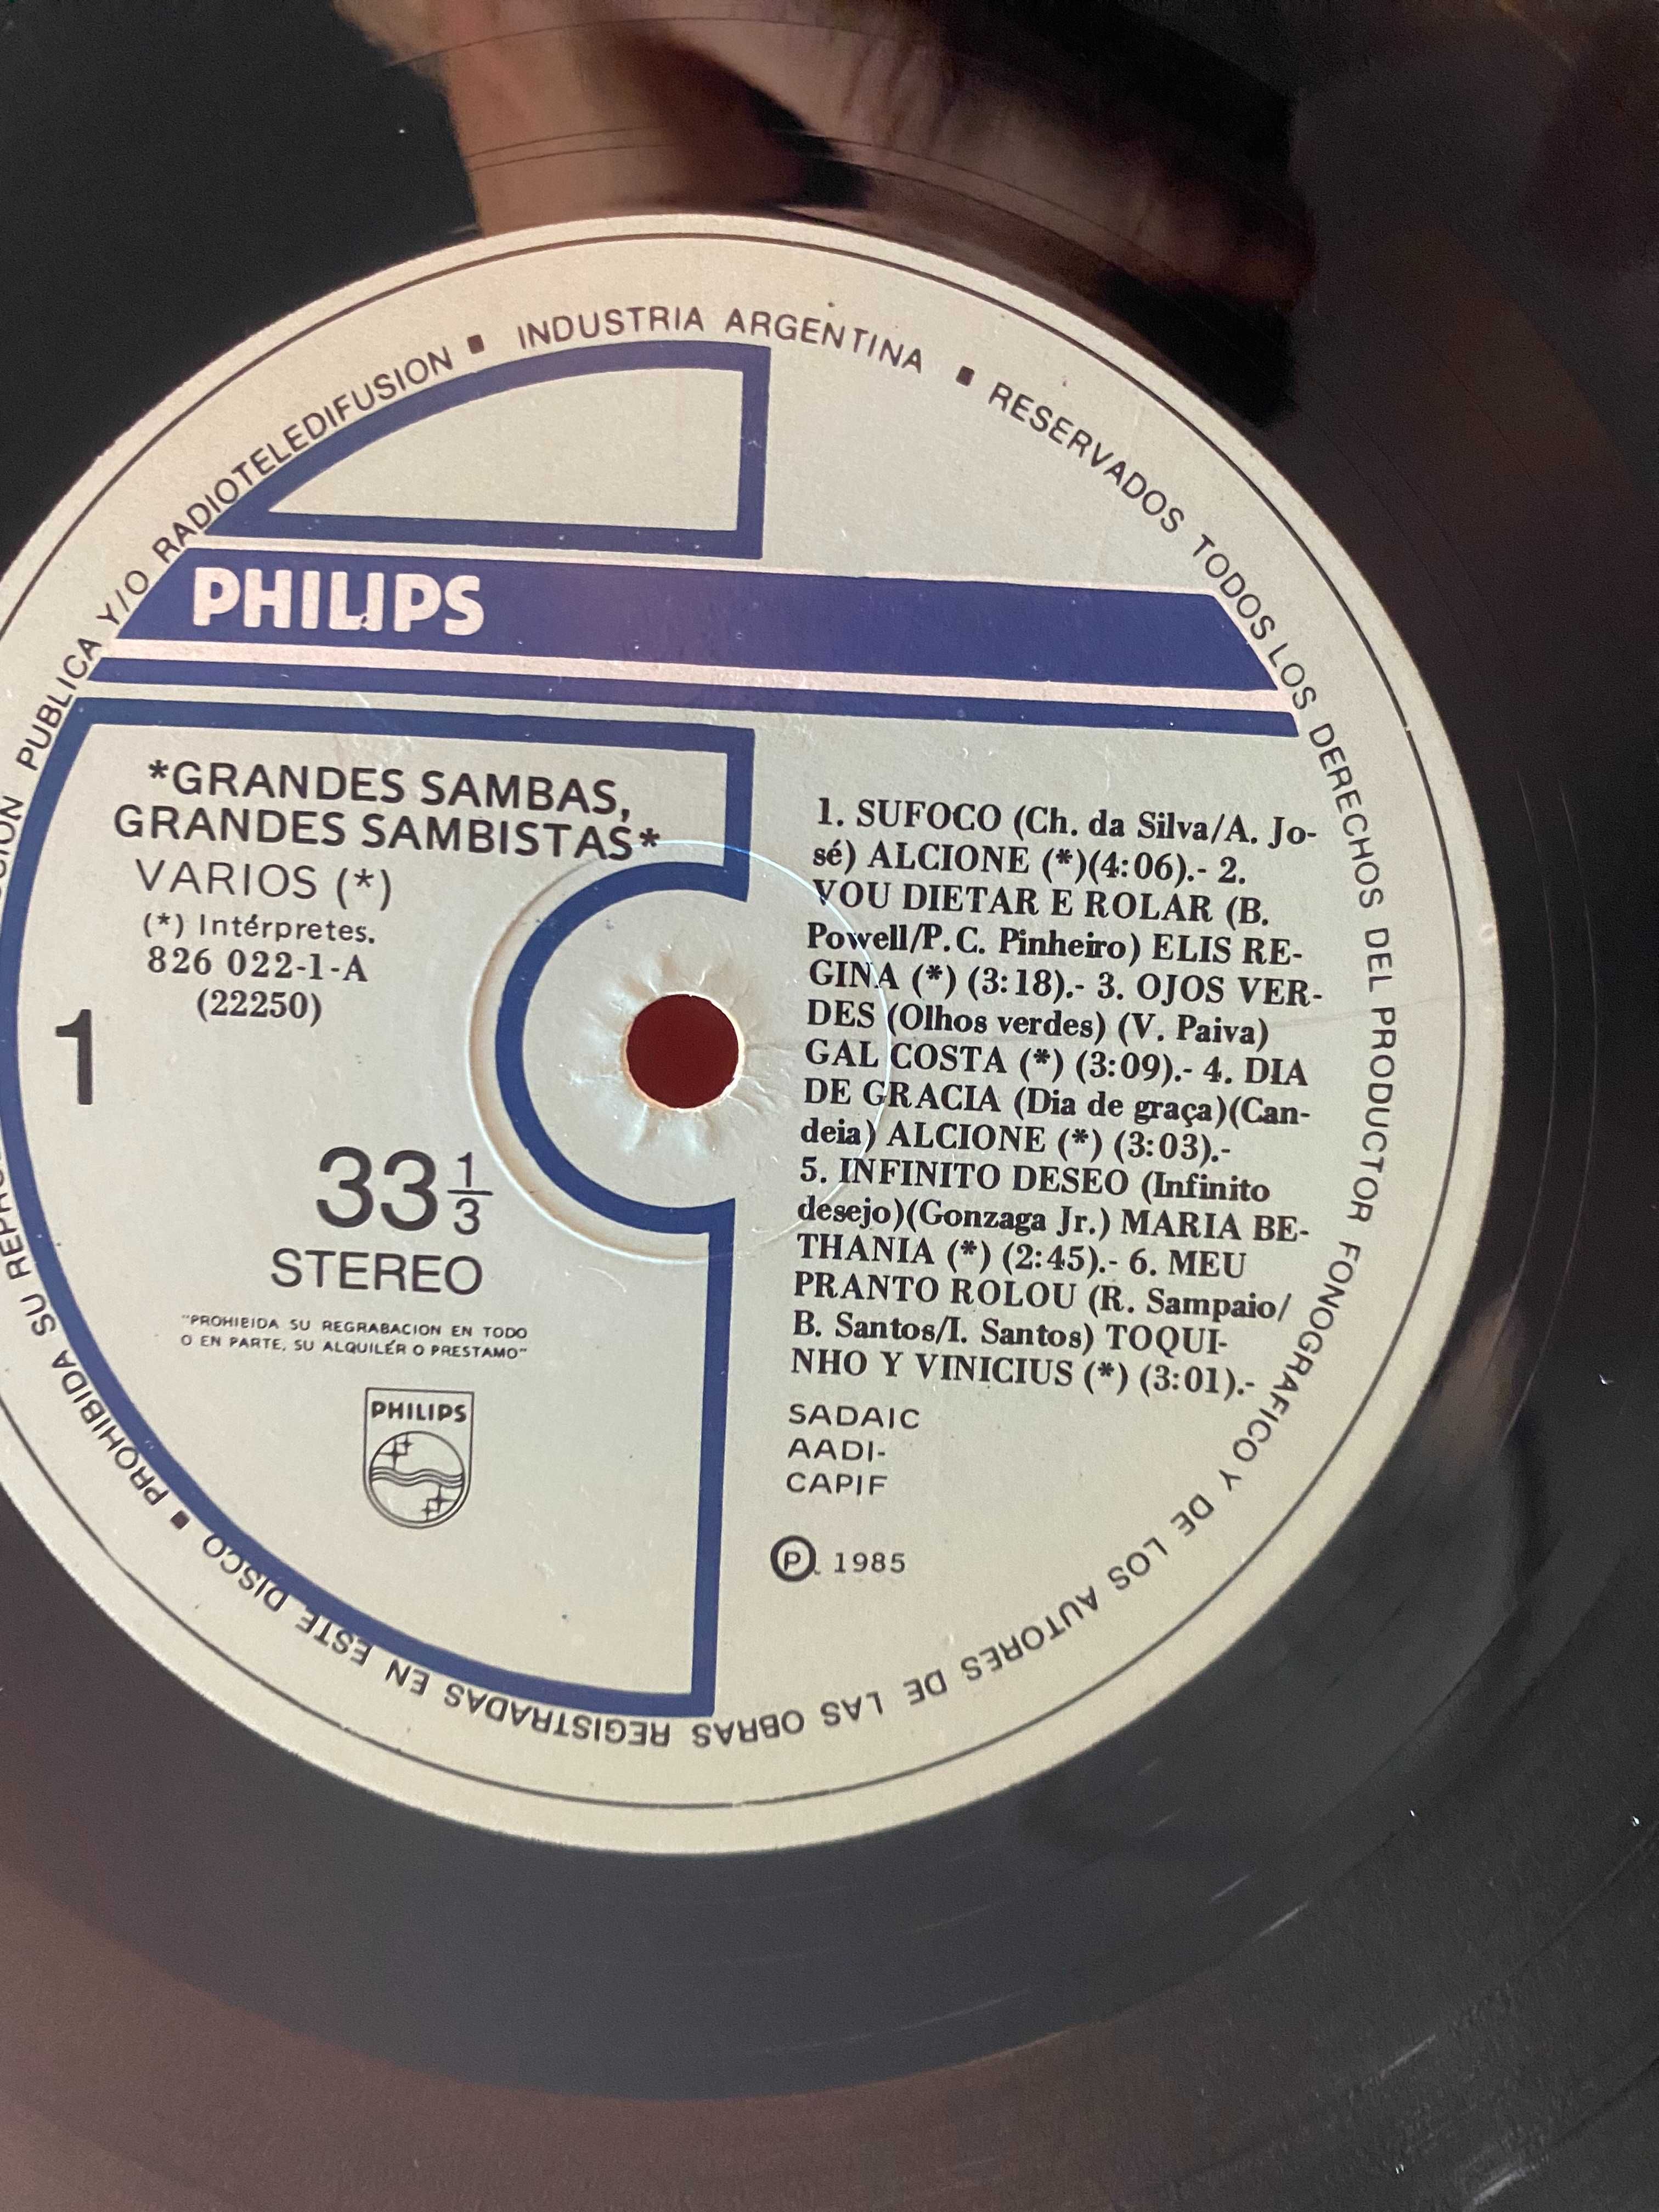 INDUSTRIA ARGENTINA ▪ RESERVADOS TODOS LOS DERECHOS DEL PRODUCTOR FONOGRAFICO Y DE LOS AUTORES DE LAS OBRAS REGISTRADAS EN ESTE DISCO ▪ PROHIBIDA SU
PUBLICA Y/O RADIOTELEDIFUSION ▪
PHILIPS
*GRANDES SAMBAS,
GRANDES SAMBISTAS*
VARIOS (*)
(*) Intérpretes.
826 022-1-A
(22250)
1
33 1/3
STEREO
"PROHIBIDA SU REGRABACION EN TODO
O EN PARTE, SU ALQUILÉR O PRESTAMO"
PHILIPS
1. SUFOCO (Ch. da Silva/A. Jo-
sé) ALCIONE (*)(4:06).- 2.
VOU DIETAR E ROLAR (B.
Powell/P.C. Pinheiro) ELIS RE-
GINA (*) (3:18).- 3. OJOS VER-
DES (Olhos verdes) (V. Paiva)
GAL COSTA (*) (3:09).- 4. DIA
DE GRACIA (Dia de graça)(Can-
deia) ALCIONE (*) (3:03).-
5. INFINITO DESEO (Infinito
desejo)(Gonzaga Jr.) MARIA BE-
THANIA (*) (2:45).- 6. MEU
PRANTO ROLOU (R. Sampaio/
B. Santos/I. Santos) TOQUI-
NHO Y VINICIUS (*) (3:01).-
SADAIC
AADI-
CAPIF
Ⓟ 1985